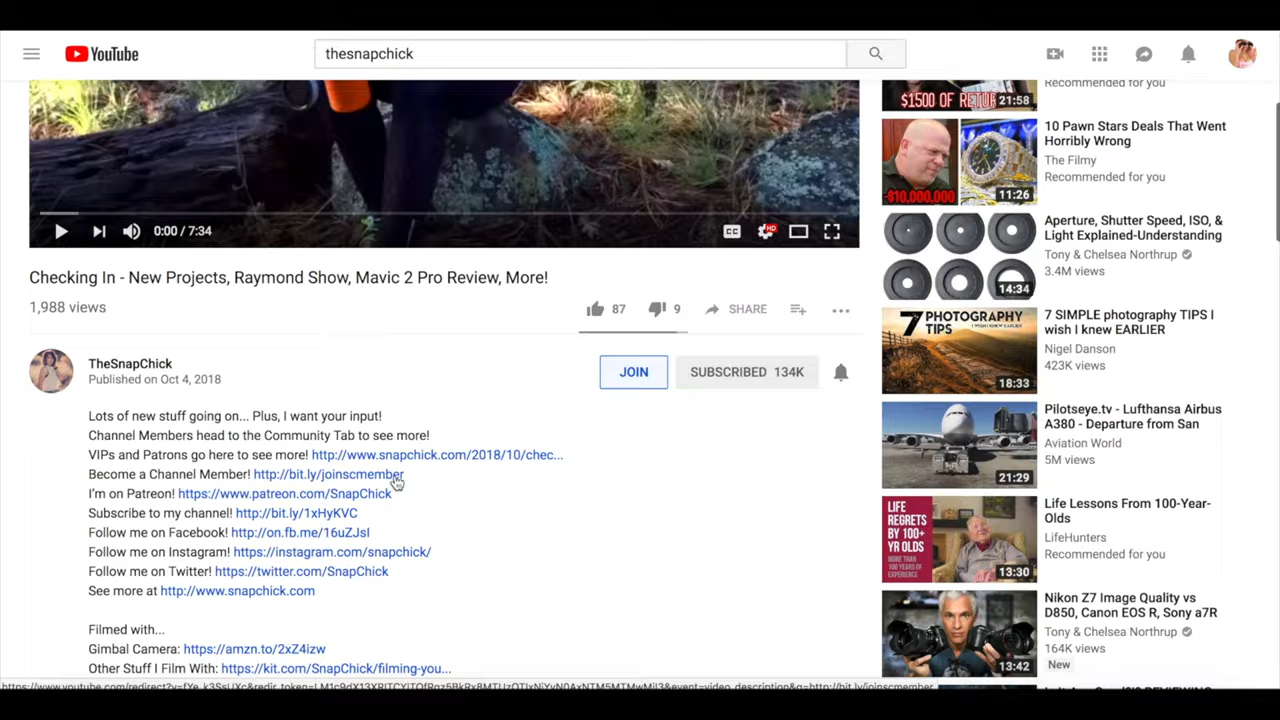 YouTube
thesnapchick
0:00 / 7:34
CC
HD
Checking In - New Projects, Raymond Show, Mavic 2 Pro Review, More!
1,988 views
87
9
SHARE
TheSnapChick
Published on Oct 4, 2018
JOIN
SUBSCRIBED 134K
Lots of new stuff going on... Plus, I want your input!
Channel Members head to the Community Tab to see more!
VIPs and Patrons go here to see more! http://www.snapchick.com/2018/10/chec...
Become a Channel Member! http://bit.ly/joinscmember
I'm on Patreon! https://www.patreon.com/SnapChick
Subscribe to my channel! http://bit.ly/1xHyKVC
Follow me on Facebook! http://on.fb.me/16uZJsI
Follow me on Instagram! https://instagram.com/snapchick/
Follow me on Twitter! https://twitter.com/SnapChick
See more at http://www.snapchick.com
Filmed with...
Gimbal Camera: https://amzn.to/2xZ4izw
Other Stuff I Film With: https://kit.com/SnapChick/filming-you...
$1500 OF
21:58
Recommended for you
-$10,000,000
11:26
10 Pawn Stars Deals That Went
Horribly Wrong
The Filmy
Recommended for you
14:34
Aperture, Shutter Speed, ISO, &
Light Explained-Understanding
Tony & Chelsea Northrup
3.4M views
7 PHOTOGRAPHY
TIPS
18:33
7 SIMPLE photography TIPS I
wish I knew EARLIER
Nigel Danson
423K views
21:29
Pilotseye.tv - Lufthansa Airbus
A380 - Departure from San
Aviation World
5M views
LIFE
REGRETS
BY 100+
YR OLDS
MORE THAN
100 YEARS OF
EXPERIENCE
13:30
Life Lessons From 100-Year-
Olds
LifeHunters
Recommended for you
13:42
Nikon Z7 Image Quality vs
D850, Canon EOS R, Sony a7R
Tony & Chelsea Northrup
164K views
New